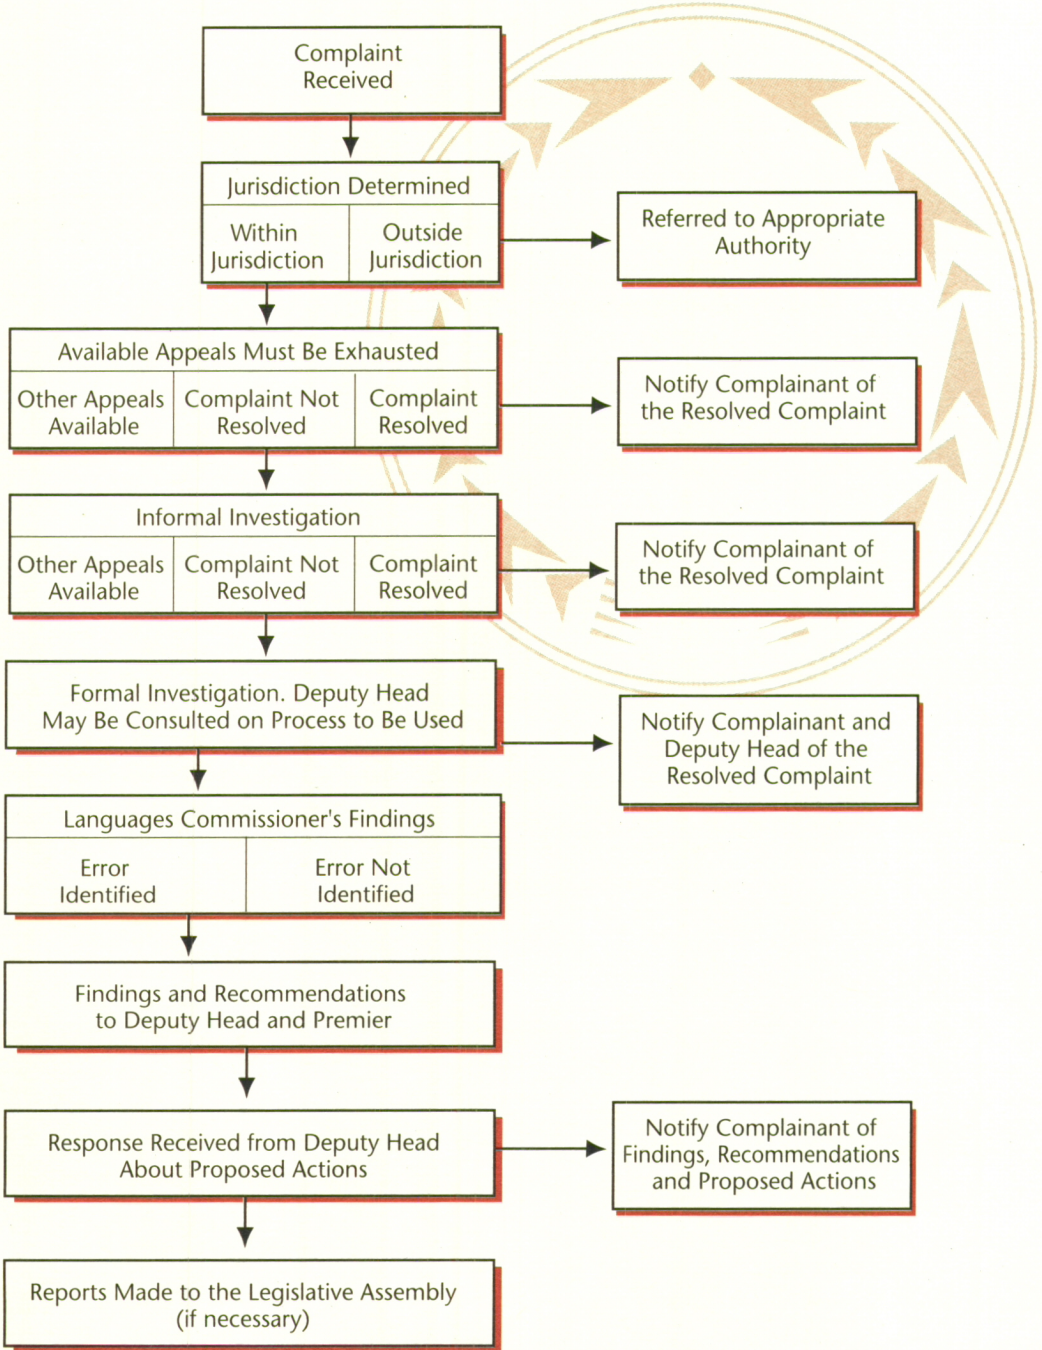 Complaint
Received
Jurisdiction Determined
Within
Jurisdiction
Outside
Jurisdiction
Referred to Appropriate
Authority
Available Appeals Must Be Exhausted
Other Appeals
Available
Complaint Not
Resolved
Complaint
Resolved
Notify Complainant of
the Resolved Complaint
Informal Investigation
Other Appeals
Available
Complaint Not
Resolved
Complaint
Resolved
Notify Complainant of
the Resolved Complaint
Formal Investigation. Deputy Head
May Be Consulted on Process to Be Used
Notify Complainant and
Deputy Head of the
Resolved Complaint
Languages Commissioner's Findings
Error
Identified
Error Not
Identified
Findings and Recommendations
to Deputy Head and Premier
Response Received from Deputy Head
About Proposed Actions
Notify Complainant of
Findings, Recommendations
and Proposed Actions
Reports Made to the Legislative Assembly
(if necessary)